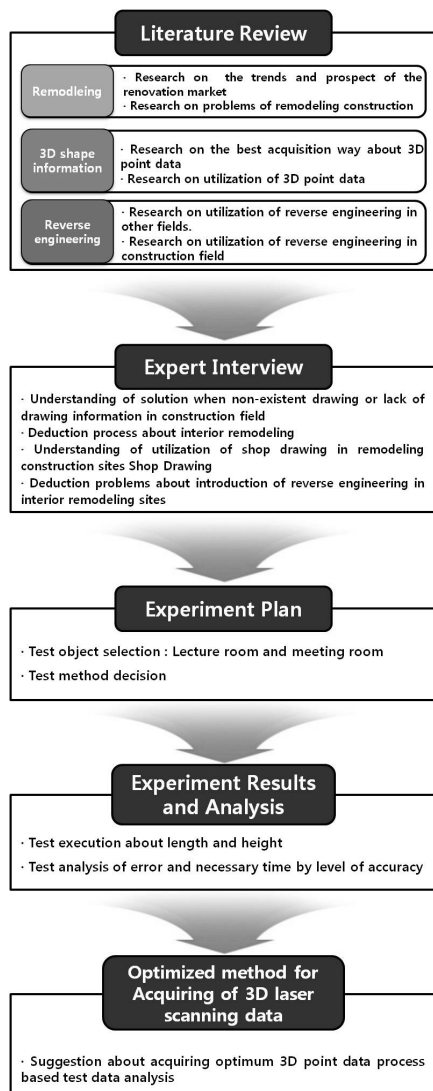 Literature Review
Remodleing
· Research on the trends and prospect of the
renovation market
· Research on problems of remodeling construction
3D shape
information
· Research on the best acquisition way about 3D
point data
· Research on utilization of 3D point data
Reverse
engineering
· Research on utilization of reverse engineering in
other fields.
· Research on utilization of reverse engineering in
construction field
Expert Interview
· Understanding of solution when non-existent drawing or lack of
drawing information in construction field
· Deduction process about interior remodeling
· Understanding of utilization of shop drawing in remodeling
construction sites Shop Drawing
· Deduction problems about introduction of reverse engineering in
interior remodeling sites
Experiment Plan
· Test object selection : Lecture room and meeting room
· Test method decision
Experiment Results
and Analysis
· Test execution about length and height
· Test analysis of error and necessary time by level of accuracy
Optimized method for
Acquiring of 3D laser
scanning data
· Suggestion about acquiring optimum 3D point data process
based test data analysis